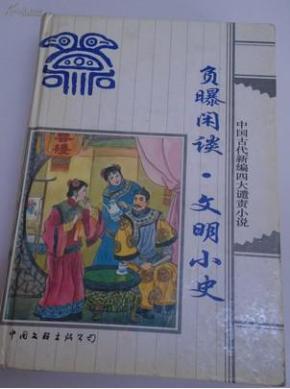 负曝闲谈·文明小史
中国古代新编四大谴责小说
中国文联出版公司